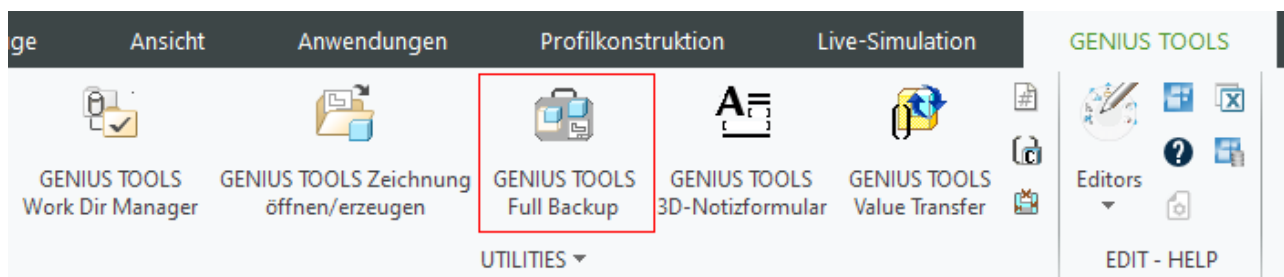 ige Ansicht Anwendungen Profilkonstruktion Live-Simulation GENIUS TOOLS
GENIUS TOOLS
Work Dir Manager
GENIUS TOOLS Zeichnung
öffnen/erzeugen
GENIUS TOOLS
Full Backup
GENIUS TOOLS
3D-Notizformular
GENIUS TOOLS
Value Transfer
Editors
UTILITIES
EDIT - HELP